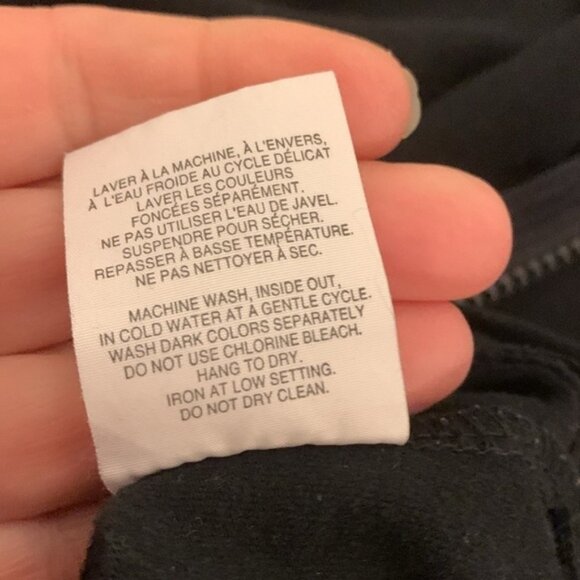 LAVER À LA MACHINE, À L'ENVERS,
À L'EAU FROIDE AU CYCLE DÉLICAT
LAVER LES COULEURS
FONCÉES SÉPARÉMENT.
NE PAS UTILISER L'EAU DE JAVEL.
SUSPENDRE POUR SÉCHER.
REPASSER À BASSE TEMPÉRATURE.
NE PAS NETTOYER À SEC.
MACHINE WASH, INSIDE OUT,
IN COLD WATER AT A GENTLE CYCLE.
WASH DARK COLORS SEPARATELY
DO NOT USE CHLORINE BLEACH.
HANG TO DRY.
IRON AT LOW SETTING.
DO NOT DRY CLEAN.